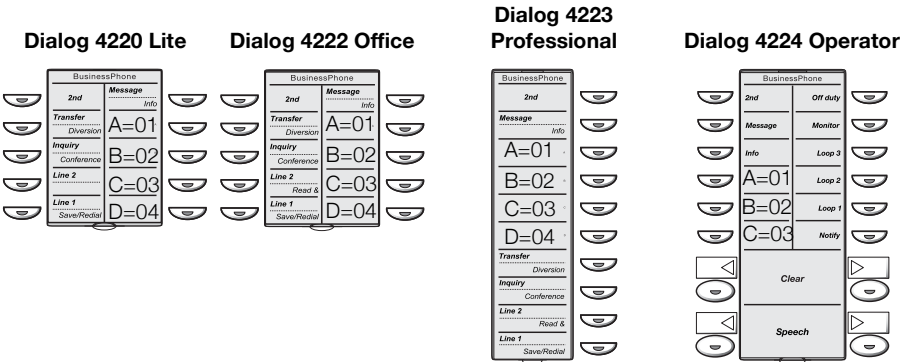 Dialog 4220 Lite
BusinessPhone
2nd
Transfer
Diversion
Inquiry
Conference
Line 2
Line 1
Save/Redial
Message
Info
A=01
B=02
C=03
D=04
Dialog 4222 Office
BusinessPhone
2nd
Transfer
Diversion
Inquiry
Conference
Line 2
Read &
Line 1
Save/Redial
Message
Info
A=01
B=02
C=03
D=04
Dialog 4223
Professional
BusinessPhone
2nd
Message
Info
A=01
B=02
C=03
D=04
Transfer
Diversion
Inquiry
Conference
Line 2
Read &
Line 1
Save/Redial
Dialog 4224 Operator
BusinessPhone
2nd
Message
Info
A=01
B=02
C=03
Off duty
Monitor
Loop 3
Loop 2
Loop 1
Notify
Clear
Speech